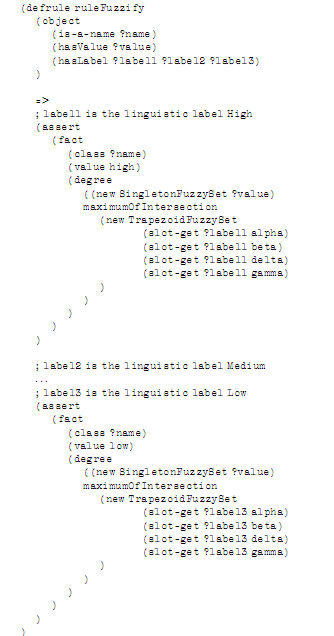 (defrule ruleFuzzify
(object
(is-a-name ?name)
(hasValue ?value)
(hasLabel ?label1 ?label2 ?label3)
)
=>
; label1 is the linguistic label High
(assert
(fact
(class ?name)
(value high)
(degree
((new SingletonFuzzySet ?value)
maximumOfIntersection
(new TrapezoidFuzzySet
(slot-get ?label1 alpha)
(slot-get ?label1 beta)
(slot-get ?label1 delta)
(slot-get ?label1 gamma)
)
)
)
)
)
; label2 is the linguistic label Medium
...
; label3 is the linguistic label Low
(assert
(fact
(class ?name)
(value low)
(degree
((new SingletonFuzzySet ?value)
maximumOfIntersection
(new TrapezoidFuzzySet
(slot-get ?label3 alpha)
(slot-get ?label3 beta)
(slot-get ?label3 delta)
(slot-get ?label3 gamma)
)
)
)
)
)
)